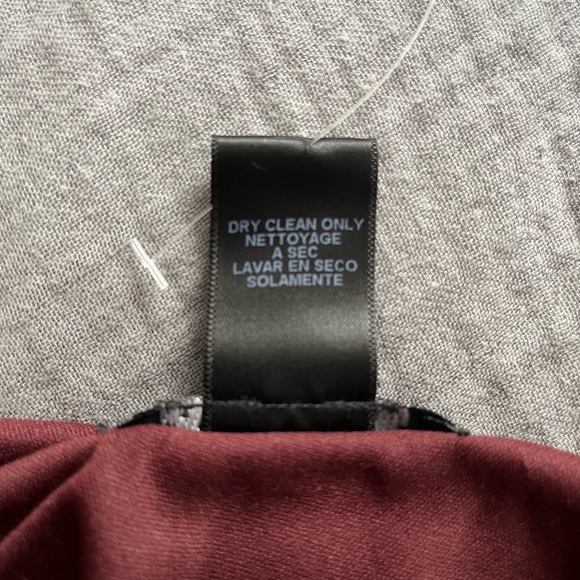 DRY CLEAN ONLY
NETTOYAGE
A SEC
LAVAR EN SECO
SOLAMENTE